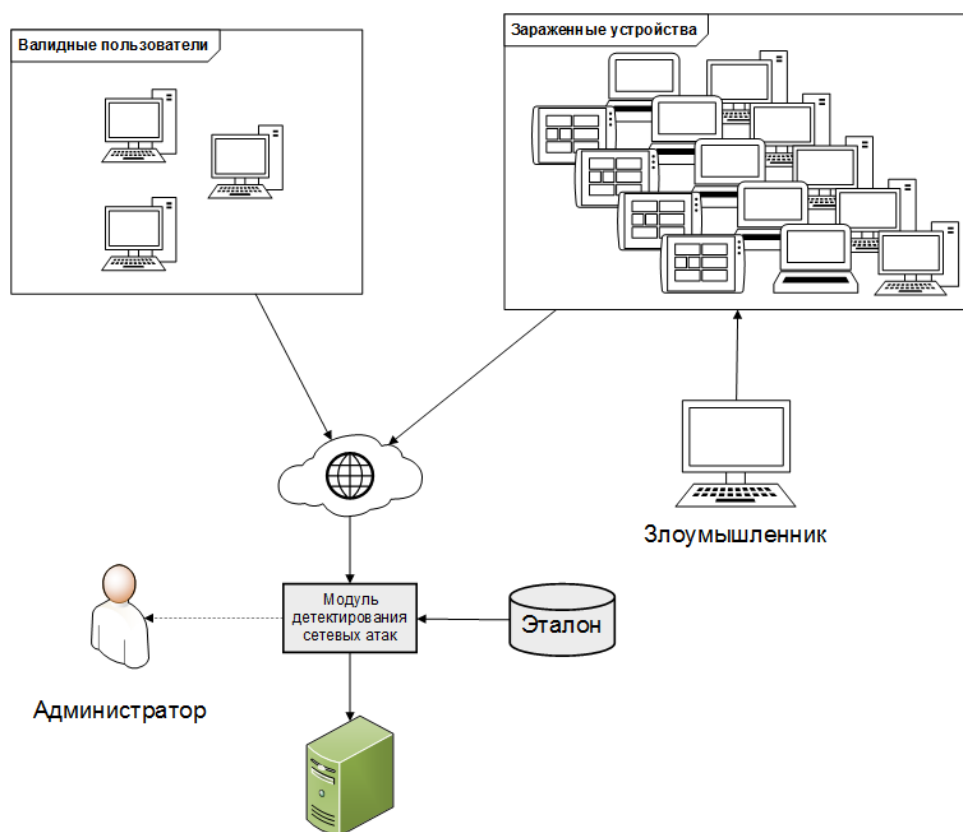 Валидные пользователи
Зараженные устройства
Злоумышленник
Модуль
детектирования
сетевых атак
Эталон
Администратор